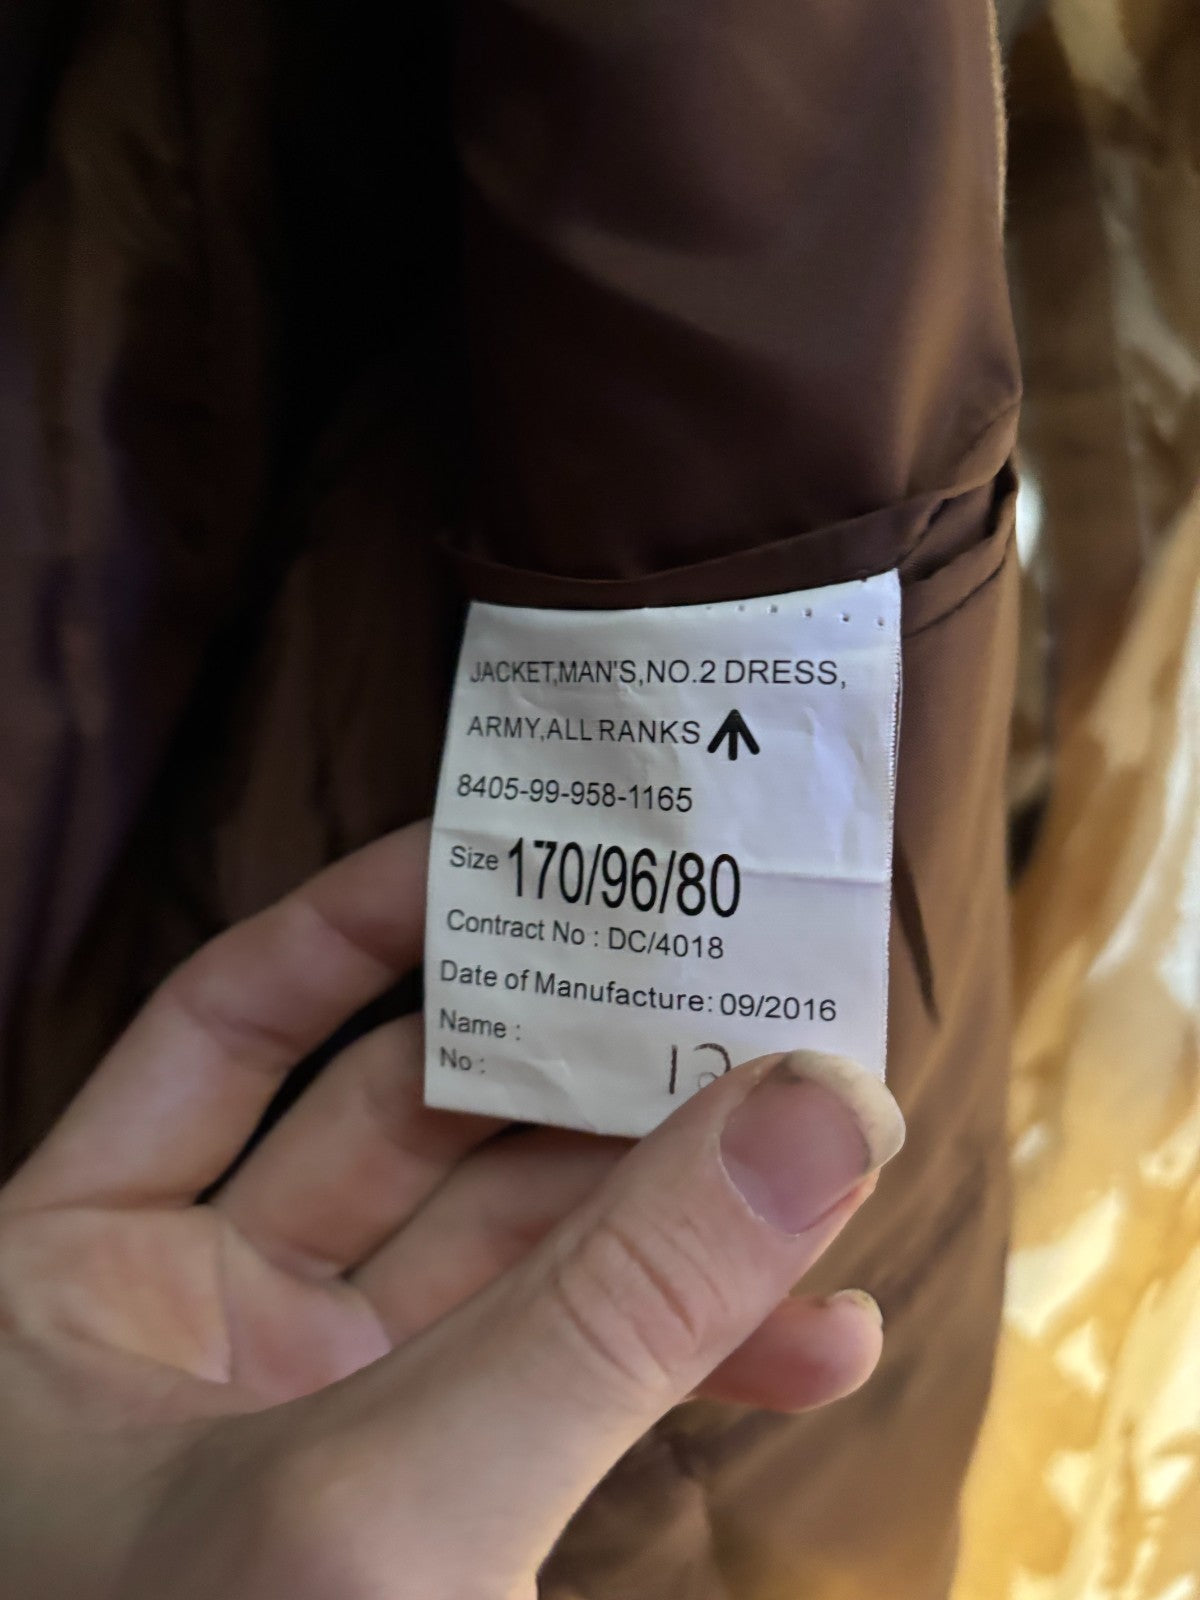 JACKET,MAN'S,NO.2 DRESS,
ARMY,ALL RANKS
8405-99-958-1165
Size 170/96/80
Contract No : DC/4018
Date of Manufacture: 09/2016
Name :
No :